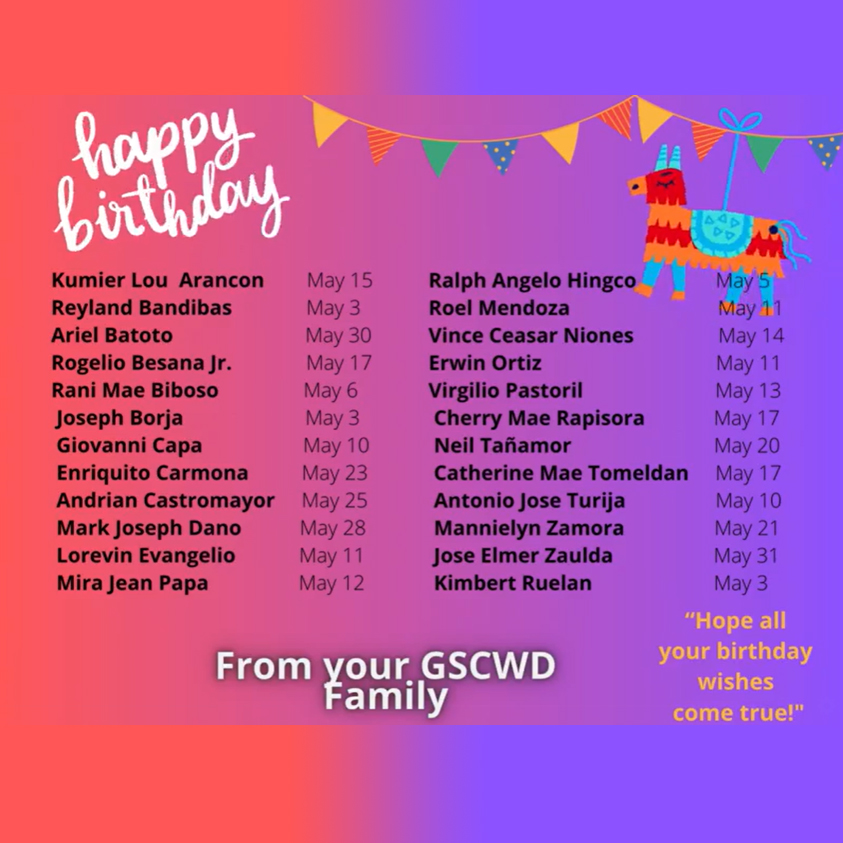 happy
birthday
Kumier Lou Arancon May 15
Reyland Bandibas May 3
Ariel Batoto May 30
Rogelio Besana Jr. May 17
Rani Mae Biboso May 6
Joseph Borja May 3
Giovanni Capa May 10
Enriquito Carmona May 23
Andrian Castromayor May 25
Mark Joseph Dano May 28
Lorevin Evangelio May 11
Mira Jean Papa May 12
Ralph Angelo Hingco May 5
Roel Mendoza May 11
Vince Ceasar Niones May 14
Erwin Ortiz May 11
Virgilio Pastoril May 13
Cherry Mae Rapisora May 17
Neil Tañamor May 20
Catherine Mae Tomeldan May 17
Antonio Jose Turija May 10
Mannielyn Zamora May 21
Jose Elmer Zaulda May 31
Kimbert Ruelan May 3
From your GSCWD
Family
“Hope all
your birthday
wishes
come true!"